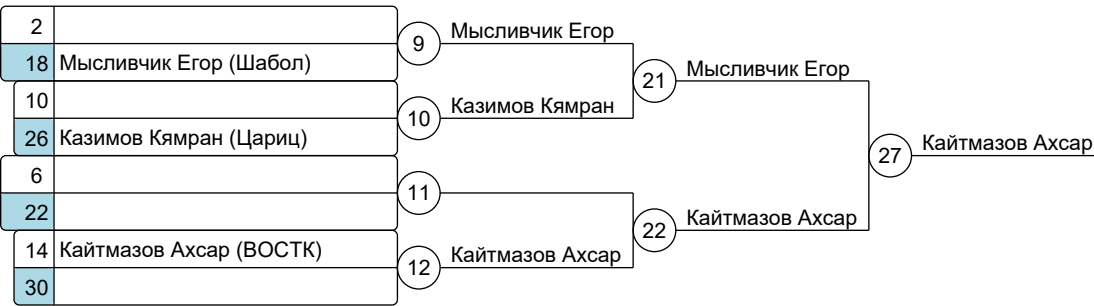 2
18 Мысливчик Егор (Шабол)
9 Мысливчик Егор
10
26 Казимов Кямран (Цариц)
10 Казимов Кямран
21 Мысливчик Егор
6
22
11
14 Кайтмазов Ахсар (ВОСТК)
30
12 Кайтмазов Ахсар
22 Кайтмазов Ахсар
27 Кайтмазов Ахсар